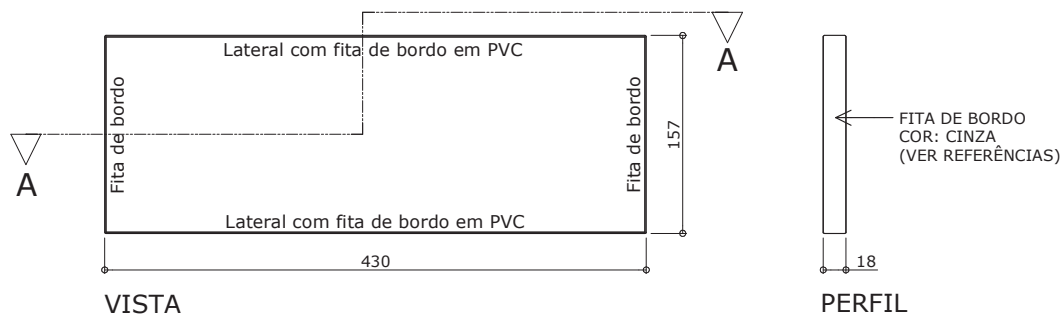 A
Lateral com fita de bordo em PVC
Fita de bordo
Fita de bordo
157
A
Lateral com fita de bordo em PVC
430
VISTA
FITA DE BORDO
COR: CINZA
(VER REFERÊNCIAS)
18
PERFIL